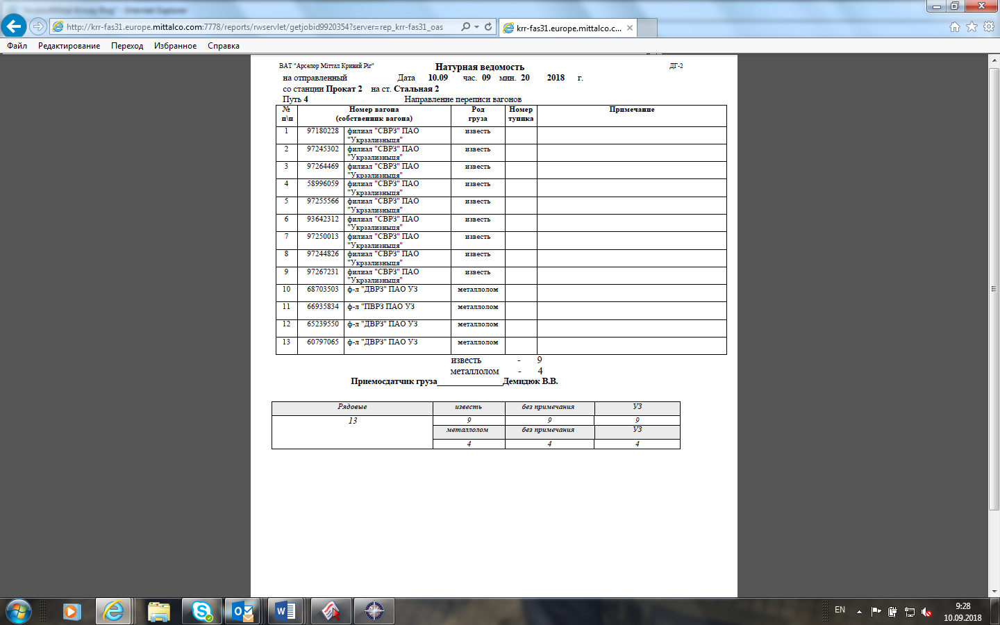 http://krr-fas31.europe.mittalco.com:7778/reports/rwservlet/getjobid9920354?server=rep_krr-fas31_oas
krr-fas31.europe.mittalco.c...
Файл Редактирование Переход Избранное Справка
ВАТ "Арселор Міттал Кривий Ріг" Натурная ведомость ДГ-2
на отправленный Дата 10.09 час. 09 мин. 20 2018 г.
со станции Прокат 2 на ст. Стальная 2
Путь 4 Направление переписи вагонов
№ Номер вагона Род Номер Примечание
п\п (собственник вагона) груза тупика
1 97180228 филиал "СВРЗ" ПАО известь
"Укрзализныця"
2 97245302 филиал "СВРЗ" ПАО известь
"Укрзализныця"
3 97264469 филиал "СВРЗ" ПАО известь
"Укрзализныця"
4 58996059 филиал "СВРЗ" ПАО известь
"Укрзализныця"
5 97255566 филиал "СВРЗ" ПАО известь
"Укрзализныця"
6 93642312 филиал "СВРЗ" ПАО известь
"Укрзализныця"
7 97250013 филиал "СВРЗ" ПАО известь
"Укрзализныця"
8 97244826 филиал "СВРЗ" ПАО известь
"Укрзализныця"
9 97267231 филиал "СВРЗ" ПАО известь
"Укрзализныця"
10 68703503 ф-л "ДВРЗ" ПАО УЗ металлолом
11 66935834 ф-л "ПВРЗ ПАО УЗ металлолом
12 65239550 ф-л "ДВРЗ" ПАО УЗ металлолом
13 60797065 ф-л "ДВРЗ" ПАО УЗ металлолом
известь - 9
металлолом - 4
Приемосдатчик груза_______________Демидюк В.В.
Рядовые известь без примечания УЗ
13 9 9 9
металлолом без примечания УЗ
4 4 4
EN
9:28
10.09.2018